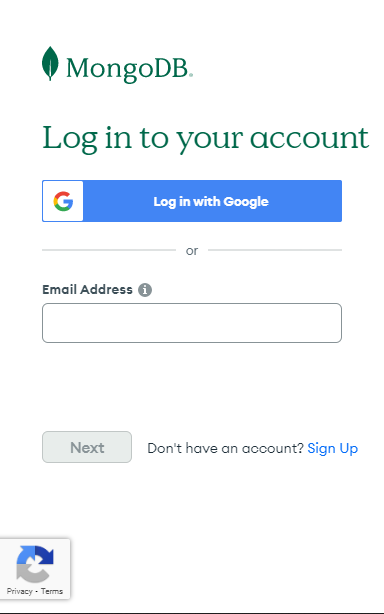 MongoDB.
Log in to your account
Log in with Google
or
Email Address
Next
Don't have an account? Sign Up
Privacy - Terms